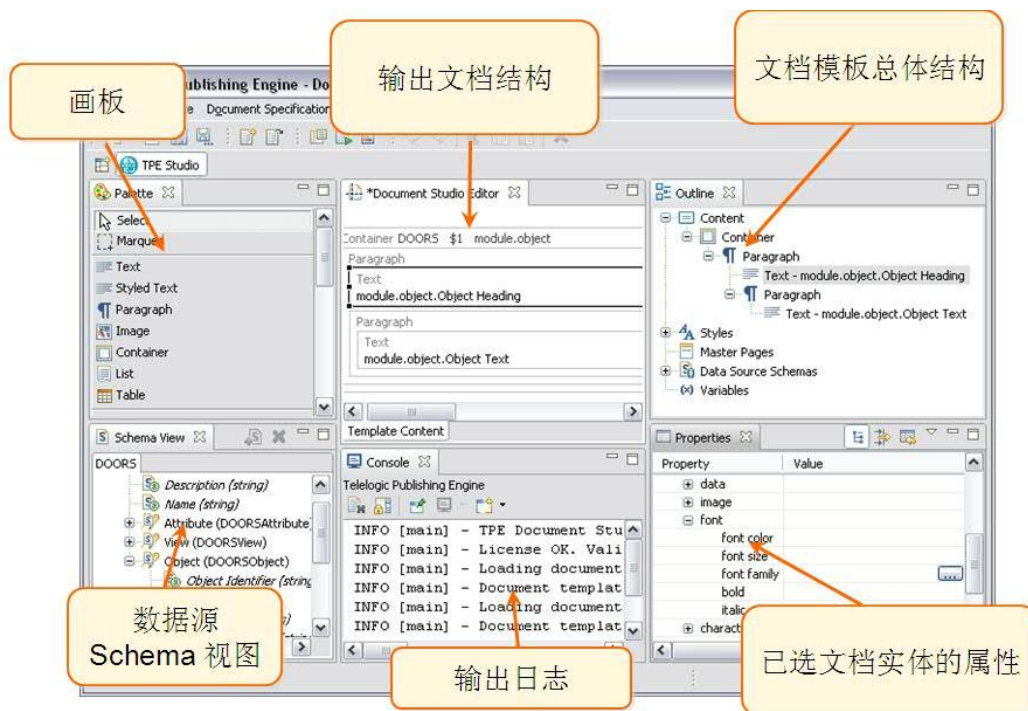 画板
输出文档结构
文档模板总体结构
ublishing Engine - Do
e Document Specification
TPE Studio
Palette
Select
Marque
Text
Styled Text
Paragraph
Image
Container
List
Table
*Document Studio Editor
Container DOORS $1 module.object
Paragraph
Text
module.object.Object Heading
Paragraph
Text
module.object.Object Text
Template Content
Outline
Content
Container
Paragraph
Text - module.object.Object Heading
Paragraph
Text - module.object.Object Text
Styles
Master Pages
Data Source Schemas
(x) Variables
Schema View
DOORS
Description (string)
Name (string)
Attribute (DOORSAttribute)
View (DOORSView)
Object (DOORSObject)
Object Identifier (string
数据源
Schema 视图
Console
Telelogic Publishing Engine
INFO [main] - TPE Document Stu
INFO [main] - License OK. Vali
INFO [main] - Loading document
INFO [main] - Document templat
INFO [main] - Loading document
INFO [main] - Document templat
输出日志
Properties
Property Value
data
image
font
font color
font size
font family
bold
italic
charact
已选文档实体的属性